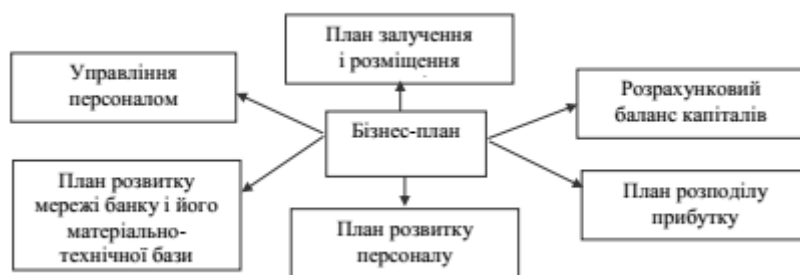 План залучення
і розміщення
Управління
персоналом
Розрахунковий
баланс капіталів
Бізнес-план
План розвитку
мережі банку і його
матеріально-
технічної бази
План розподілу
прибутку
План розвитку
персоналу